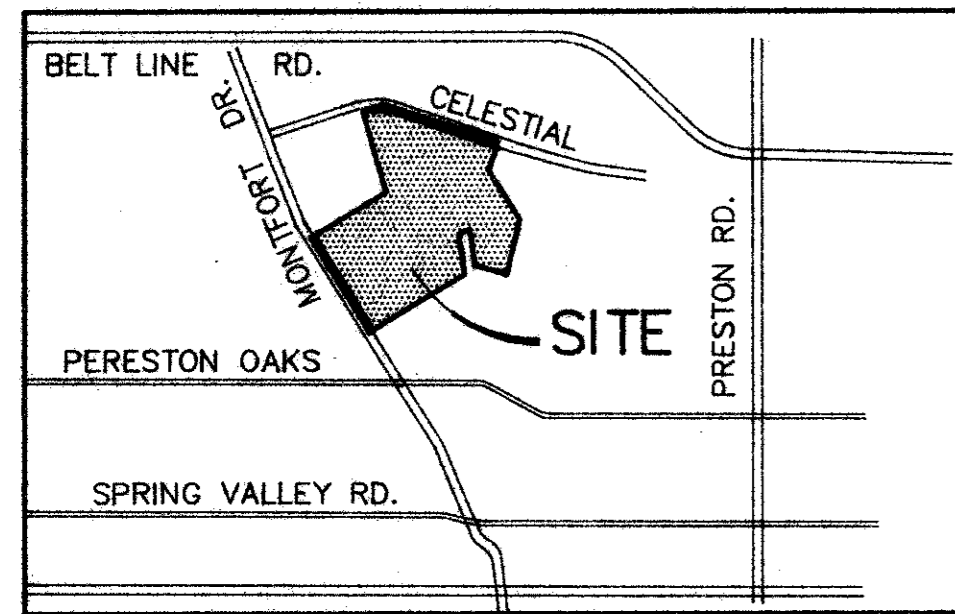 BELT LINE RD.
MONTFORT DR.
CELESTIAL
PRESTON RD.
SITE
PERESTON OAKS
SPRING VALLEY RD.